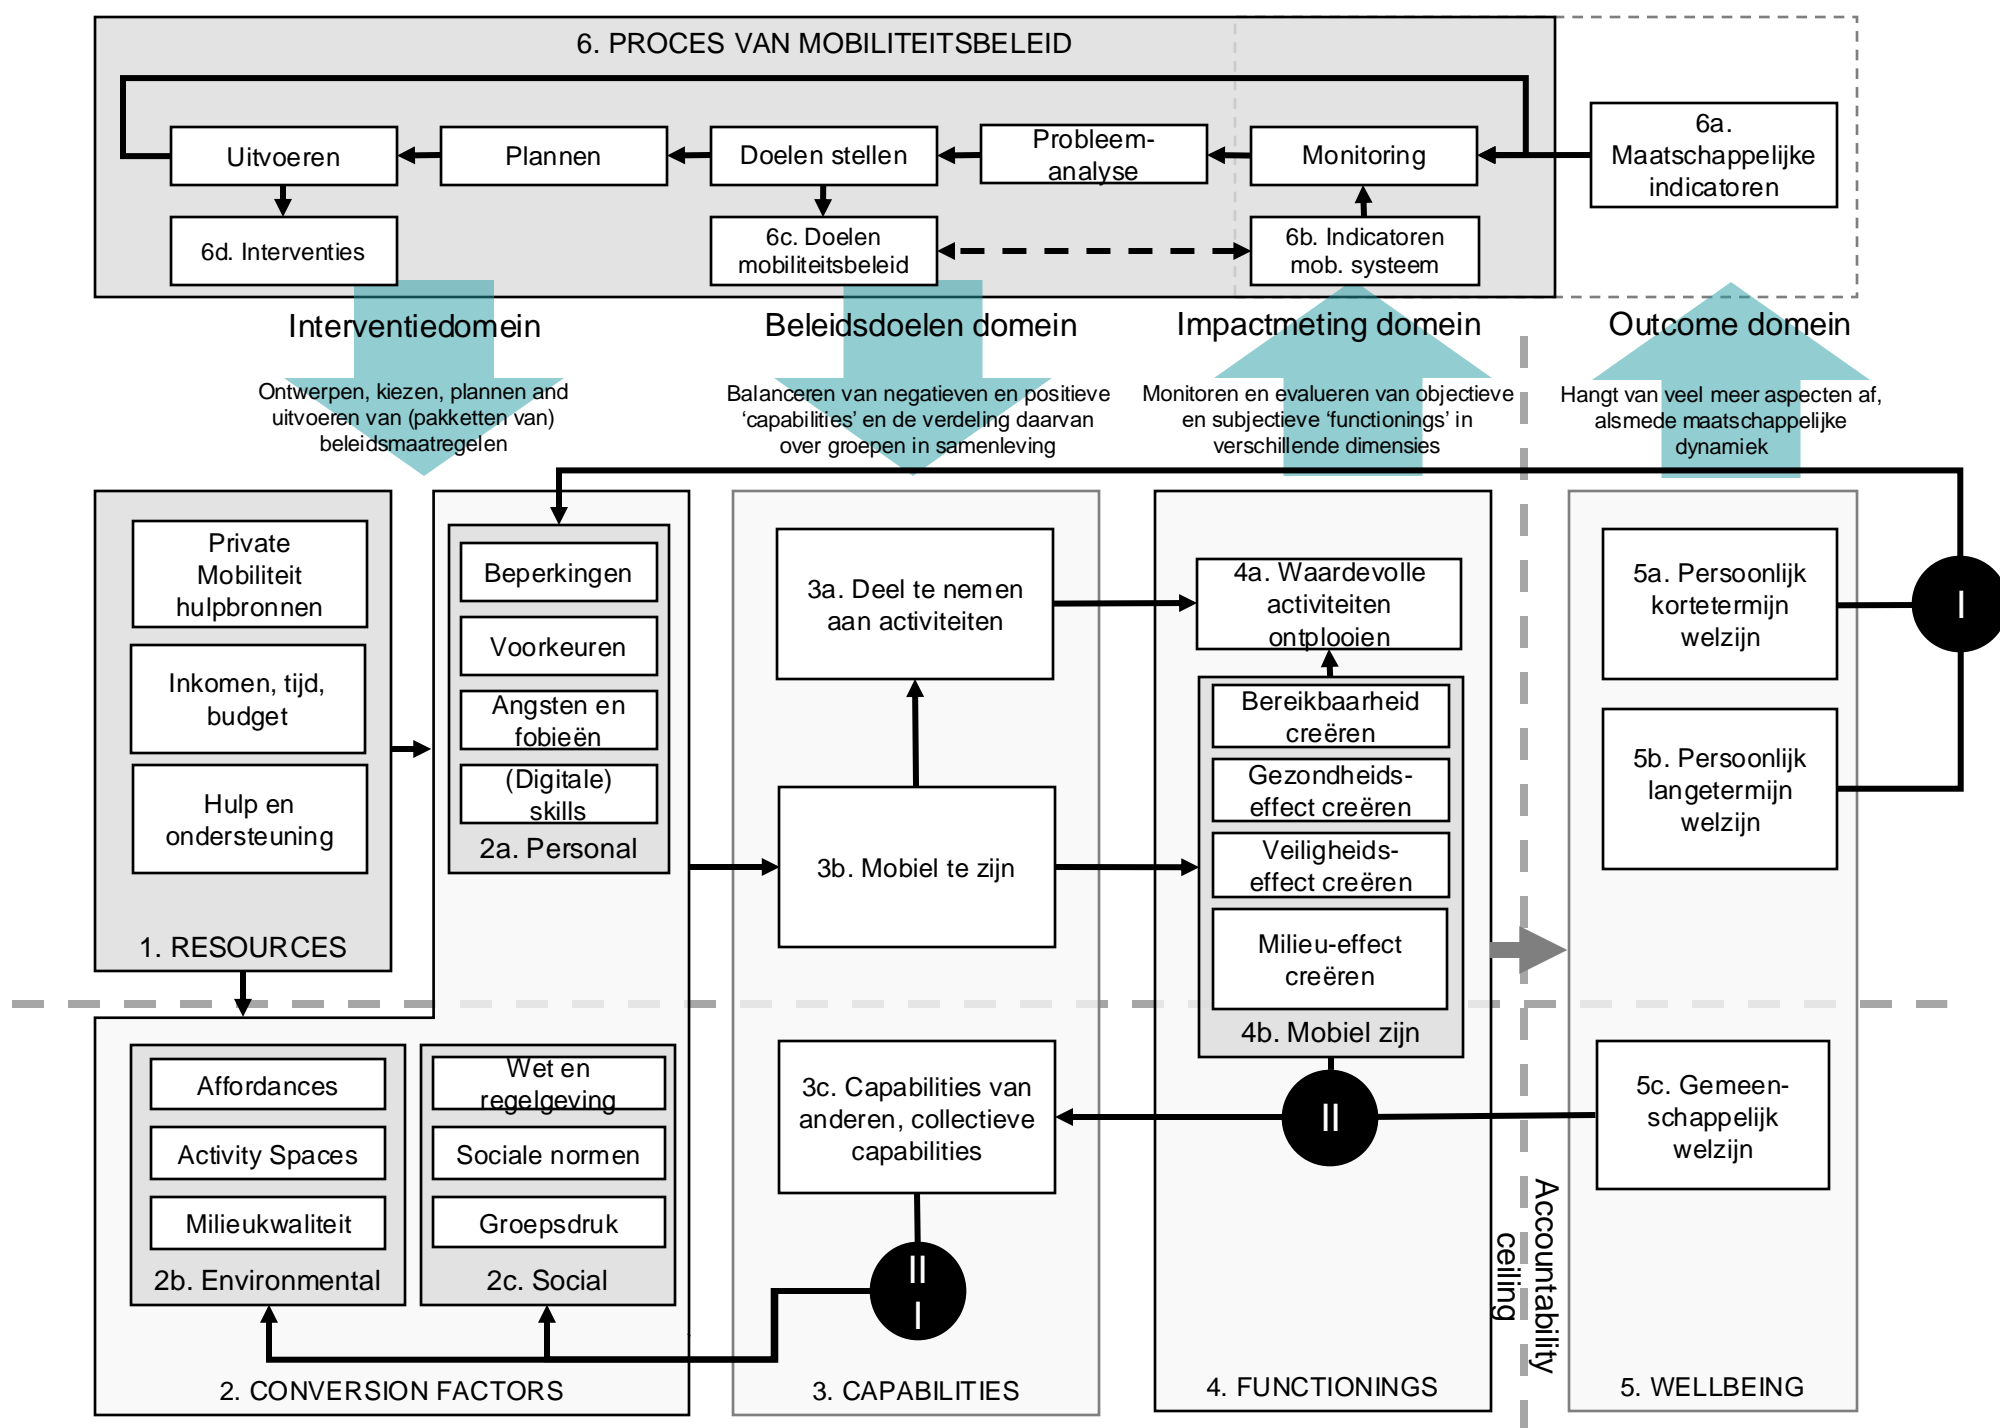 6. PROCES VAN MOBILITEITSBELEID
Uitvoeren
Plannen
Doelen stellen
Probleem-
analyse
Monitoring
6a.
Maatschappelijke
indicatoren
6d. Interventies
6c. Doelen
mobiliteitsbeleid
6b. Indicatoren
mob. systeem
Interventiedomein
Ontwerpen, kiezen, plannen and
uitvoeren van (pakketten van)
beleidsmaatregelen
Beleidsdoelen domein
Balanceren van negatieven en positieve
‘capabilities’ en de verdeling daarvan
over groepen in samenleving
Impactmeting domein
Monitoren en evalueren van objectieve
en subjectieve ‘functionings’ in
verschillende dimensies
Outcome domein
Hangt van veel meer aspecten af,
alsmede maatschappelijke
dynamiek
Private
Mobiliteit
hulpbronnen
Inkomen, tijd,
budget
Hulp en
ondersteuning
1. RESOURCES
Beperkingen
Voorkeuren
Angsten en
fobieën
(Digitale)
skills
2a. Personal
Affordances
Activity Spaces
Milieukwaliteit
2b. Environmental
Wet en
regelgeving
Sociale normen
Groepsdruk
2c. Social
2. CONVERSION FACTORS
3a. Deel te nemen
aan activiteiten
3b. Mobiel te zijn
3c. Capabilities van
anderen, collectieve
capabilities
II
I
3. CAPABILITIES
4a. Waardevolle
activiteiten
ontplooien
Bereikbaarheid
creëren
Gezondheids-
effect creëren
Veiligheids-
effect creëren
Milieu-effect
creëren
4b. Mobiel zijn
II
4. FUNCTIONINGS
Accountability
ceiling
5a. Persoonlijk
kortetermijn
welzijn
I
5b. Persoonlijk
langetermijn
welzijn
5c. Gemeen-
schappelijk
welzijn
5. WELLBEING